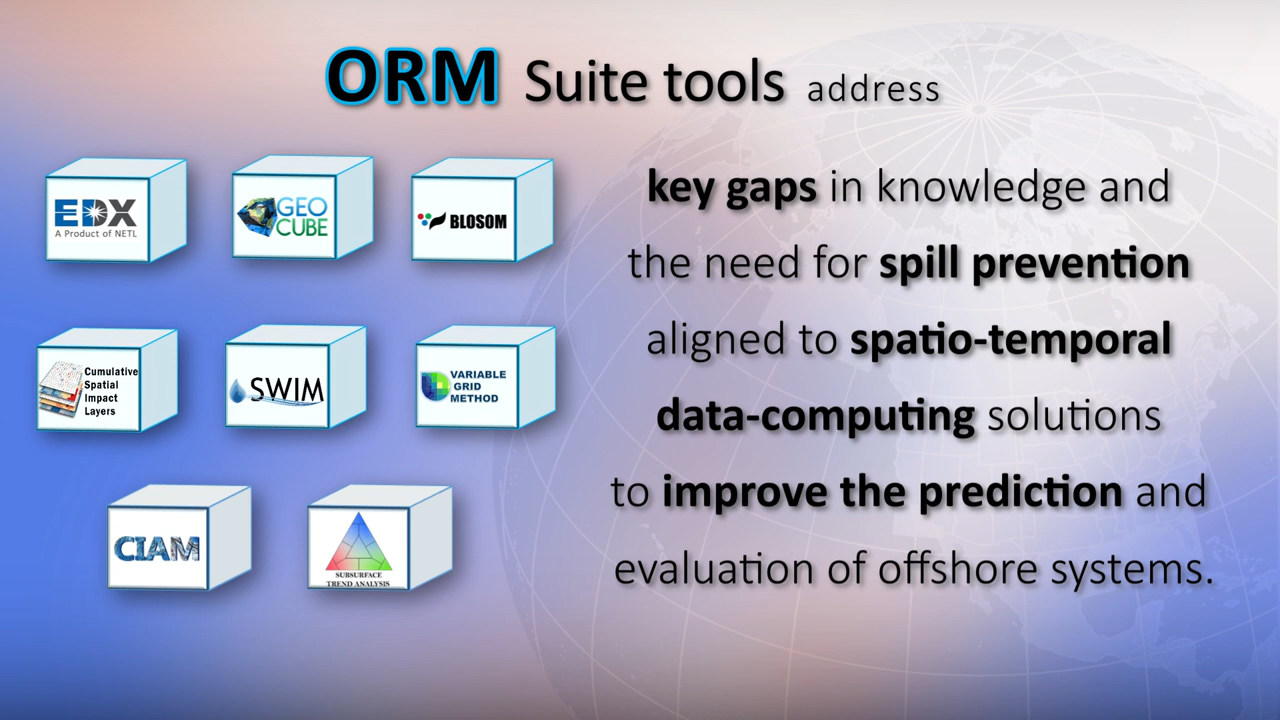 ORM Suite tools address
EDX
A Product of NETL
GEO
CUBE
BLOSOM
Cumulative
Spatial
Impact
Layers
SWIM
VARIABLE
GRID
METHOD
CIAM
SUBSURFACE
TREND ANALYSIS
key gaps in knowledge and
the need for spill prevention
aligned to spatio-temporal
data-computing solutions
to improve the prediction and
evaluation of offshore systems.